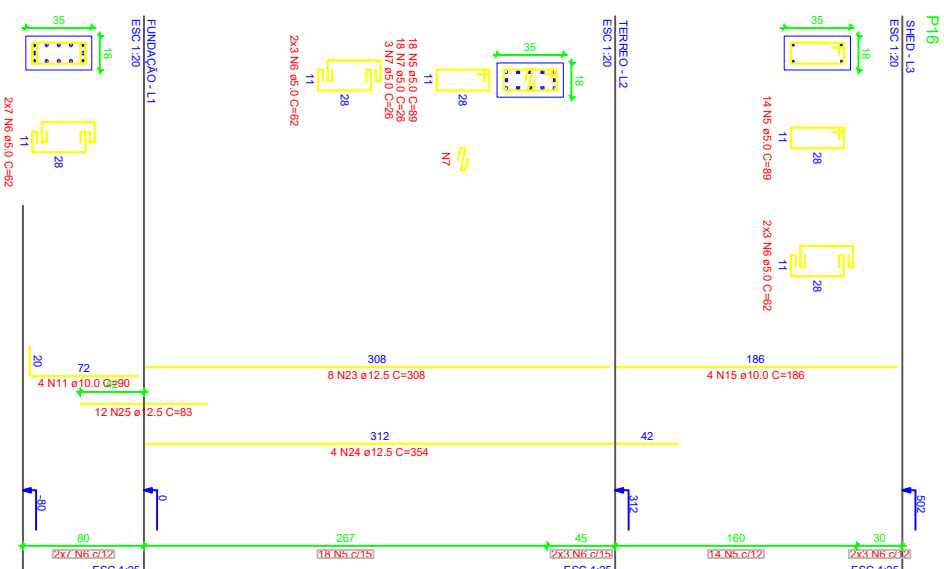 P16
SHED - L3
ESC 1:20
35
18
14 N5 ø5.0 C=89
11
28
2x3 N6 ø5.0 C=62
11
28
TERREO - L2
ESC 1:20
35
18
18 N5 ø5.0 C=89
18 N7 ø5.0 C=26
3 N7 ø5.0 C=26
11
28
N7
2x3 N6 ø5.0 C=62
11
28
FUNDAÇÃO - L1
ESC 1:20
35
18
2x7 N6 ø5.0 C=62
11
28
20
72
4 N11 ø10.0 C=90
308
8 N23 ø12.5 C=308
186
4 N15 ø10.0 C=186
12 N25 ø12.5 C=83
312
4 N24 ø12.5 C=354
42
-80
0
312
502
80
267
45
160
30
2x7 N6 c/12
18 N5 c/15
2x3 N6 c/15
14 N5 c/12
2x3 N6 c/12
ESC 1:25
ESC 1:25